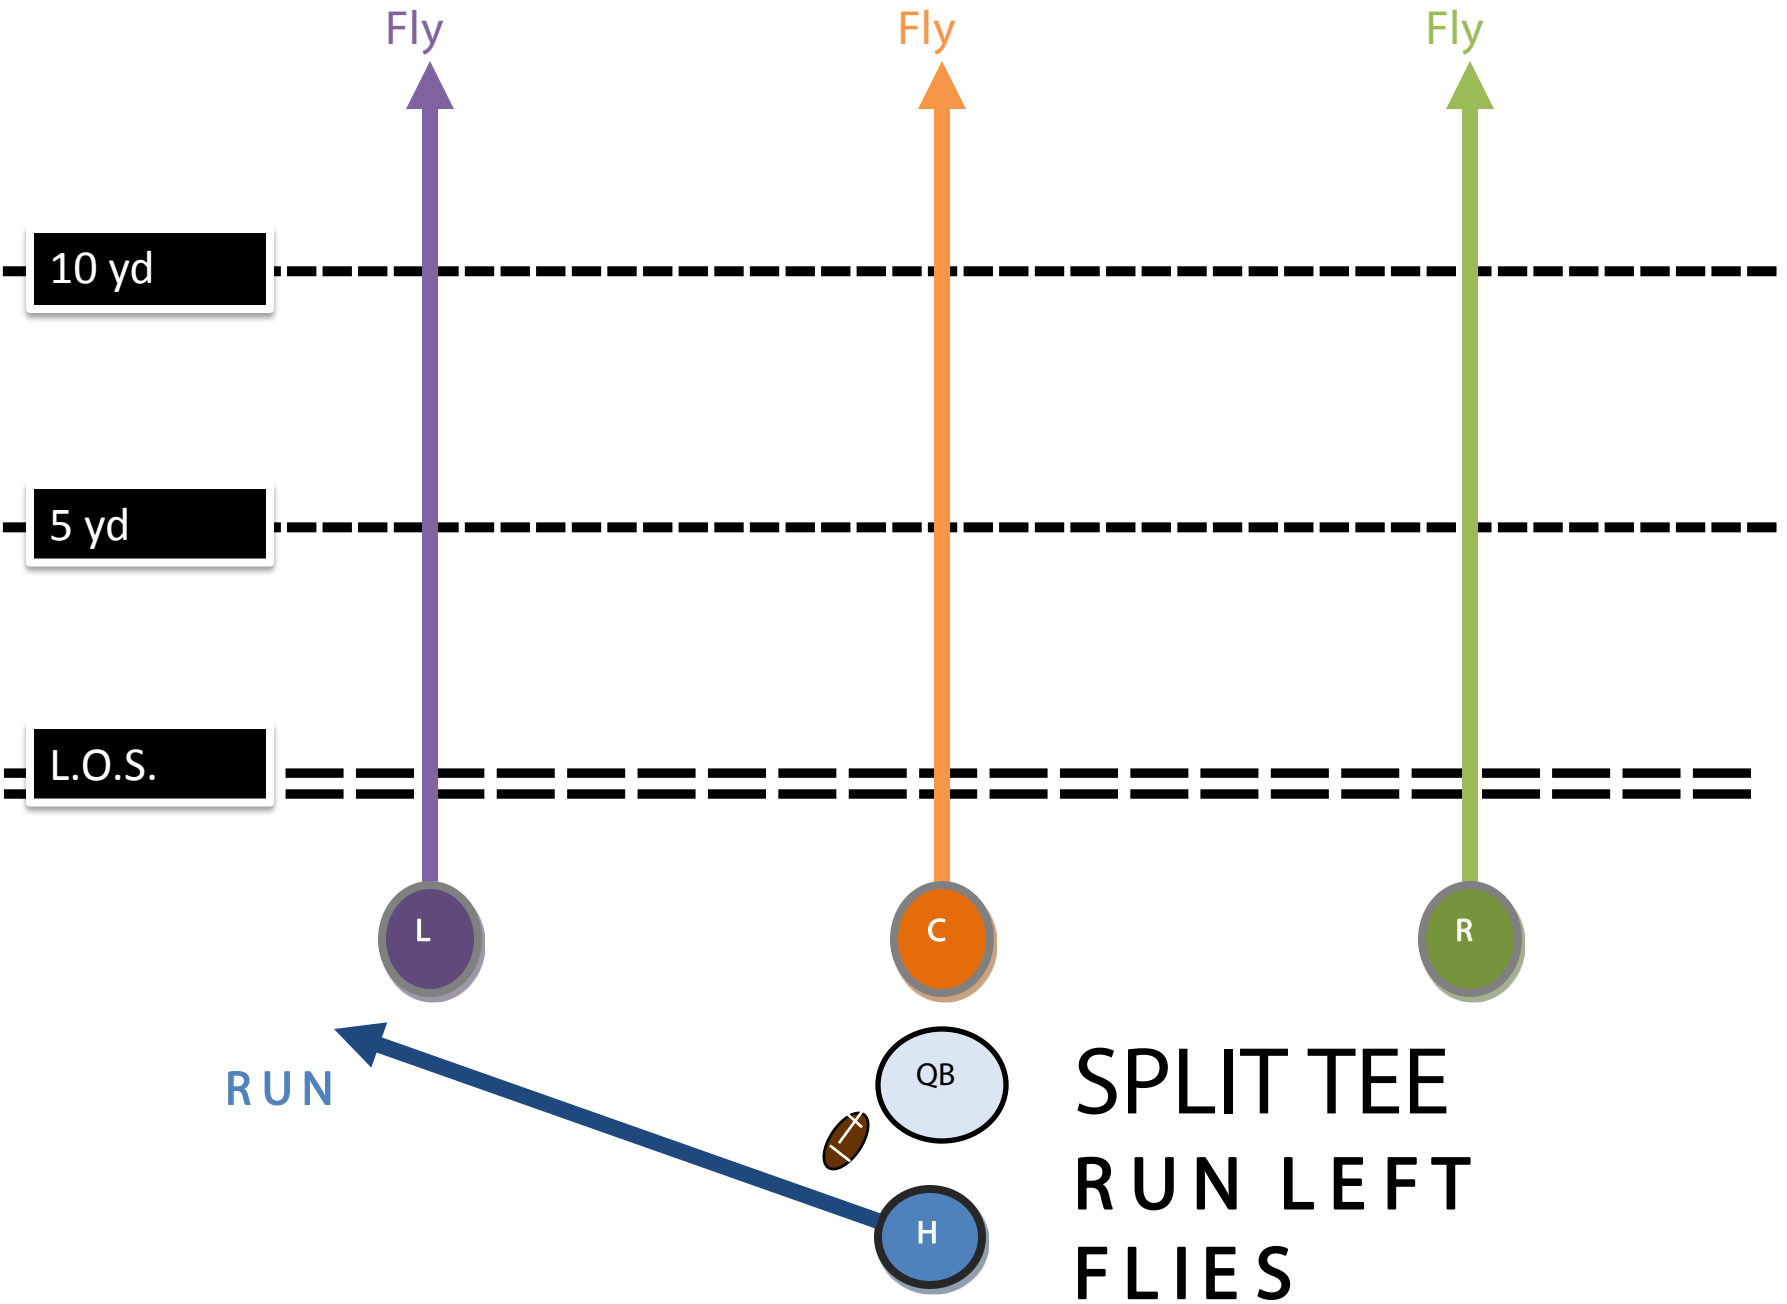 Fly
Fly
Fly
10 yd
5 yd
L.O.S.
L
C
R
RUN
QB
H
SPLIT TEE
RUN LEFT
FLIES